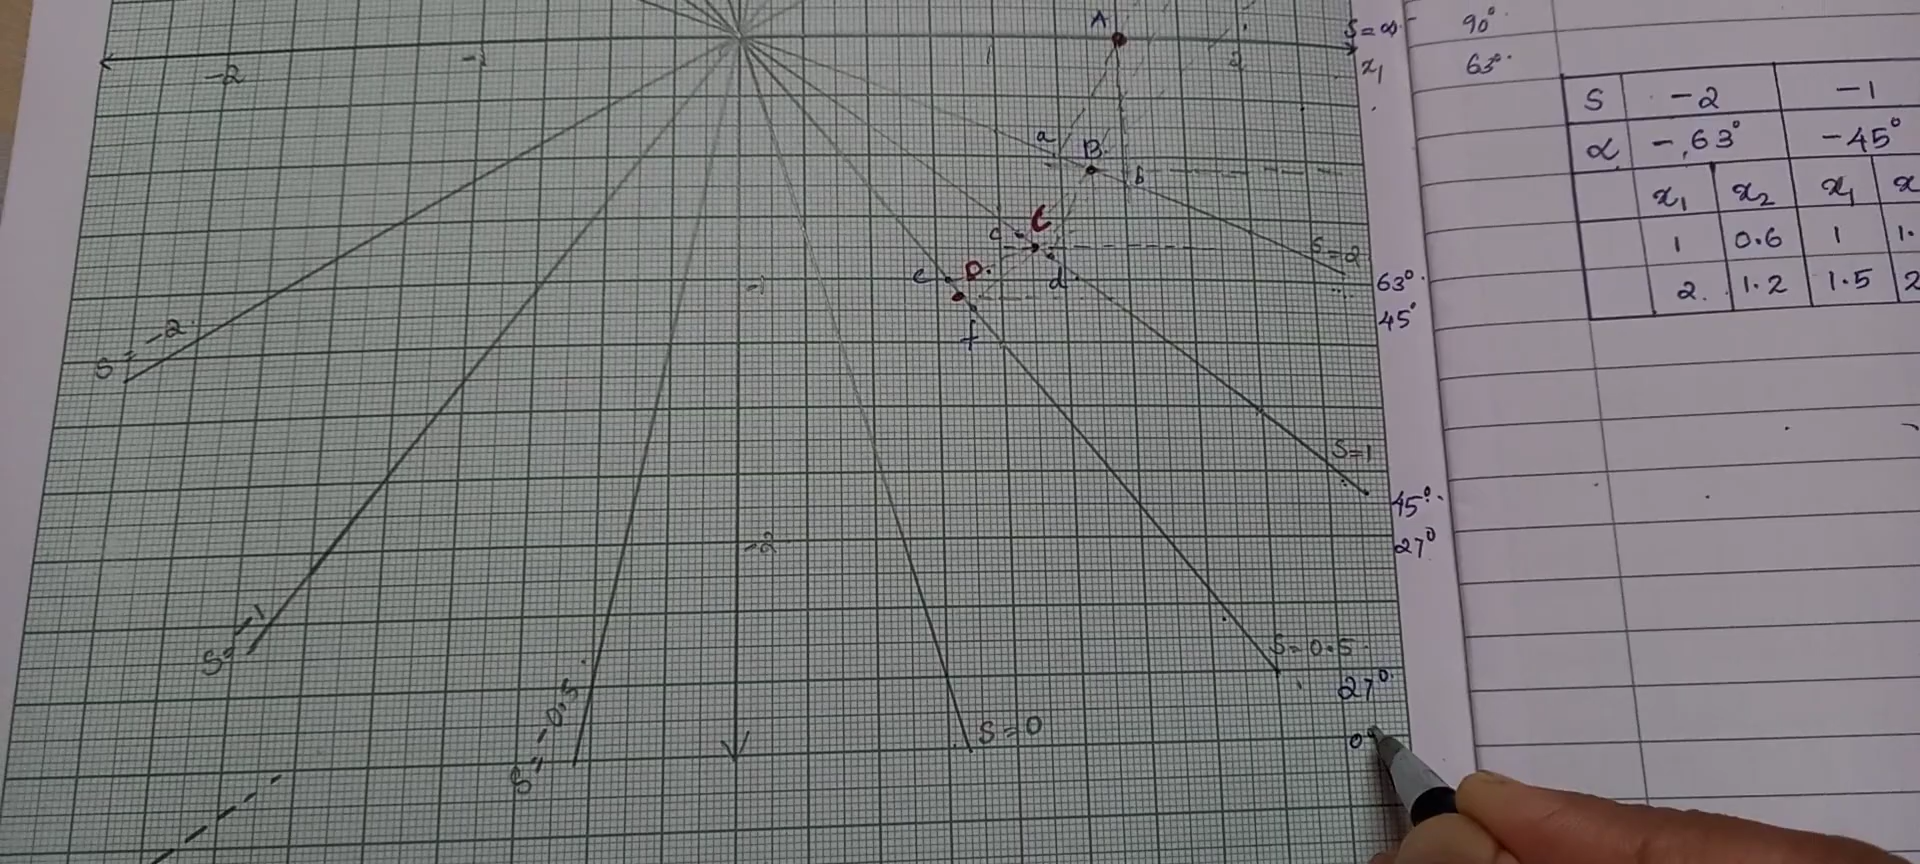 A
S=∞
90°
-2
-1
1
2
x₁
63°
S
-2
-1
α
-63°
-45°
a
B
b
x₁
x₂
x₁
1
0.6
1
1.
2.
1.2
1.5
2
c
C
S=2
e
D
d
-1
63°
45°
f
S=-2
S=1
45°
-2
27°
S=-1
S=0.5
27°
S=-0.5
S=0
0°